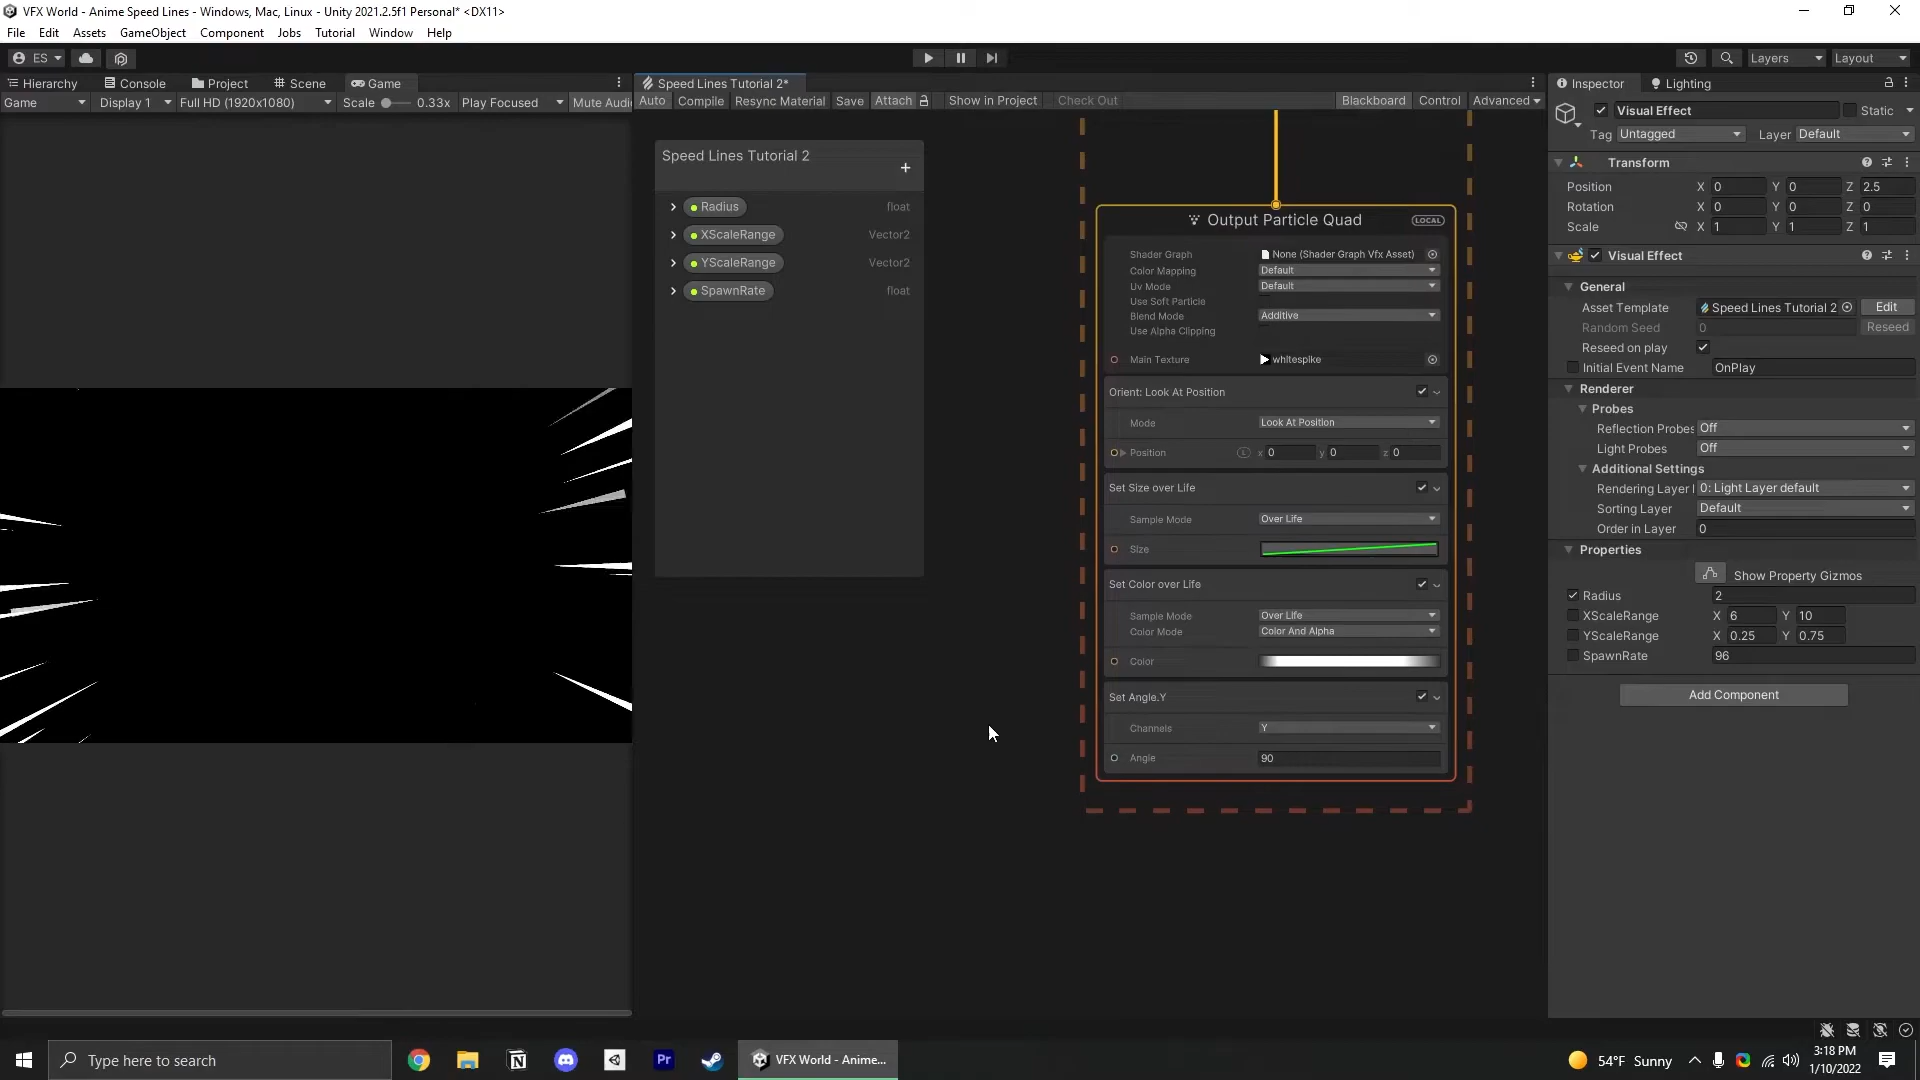 VFX World - Anime Speed Lines - Windows, Mac, Linux - Unity 2021.2.5f1 Personal* <DX11>
File Edit Assets GameObject Component Jobs Tutorial Window Help
ES Layers Layout
Hierarchy Console Project Scene Game
Game Display 1 Full HD (1920x1080) Scale 0.33x Play Focused Mute Audi
Speed Lines Tutorial 2*
Auto Compile Resync Material Save Attach Show in Project Check Out Blackboard Control Advanced
Speed Lines Tutorial 2 +
Radius float
XScaleRange Vector2
YScaleRange Vector2
SpawnRate float
Output Particle Quad LOCAL
Shader Graph None (Shader Graph Vfx Asset)
Color Mapping Default
Uv Mode Default
Use Soft Particle
Blend Mode Additive
Use Alpha Clipping
Main Texture whitespike
Orient: Look At Position
Mode Look At Position
Position L x 0 y 0 z 0
Set Size over Life
Sample Mode Over Life
Size
Set Color over Life
Sample Mode Over Life
Color Mode Color And Alpha
Color
Set Angle.Y
Channels Y
Angle 90
Inspector Lighting
Visual Effect Static
Tag Untagged Layer Default
Transform
Position X 0 Y 0 Z 2.5
Rotation X 0 Y 0 Z 0
Scale X 1 Y 1 Z 1
Visual Effect
General
Asset Template Speed Lines Tutorial 2 Edit
Random Seed 0 Reseed
Reseed on play
Initial Event Name OnPlay
Renderer
Probes
Reflection Probes Off
Light Probes Off
Additional Settings
Rendering Layer 0: Light Layer default
Sorting Layer Default
Order in Layer 0
Properties
Show Property Gizmos
Radius 2
XScaleRange X 6 Y 10
YScaleRange X 0.25 Y 0.75
SpawnRate 96
Add Component
Type here to search
Pr
VFX World - Anime...
54°F Sunny
3:18 PM
1/10/2022